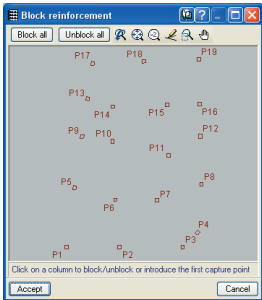 Block reinforcement
Block all Unblock all
P17 P18 P19
P13
P14 P15 P16
P9 P10 P12
P11
P5 P8
P6 P7
P4
P1 P2 P3
Click on a column to block/unblock or introduce the first capture point
Accept Cancel